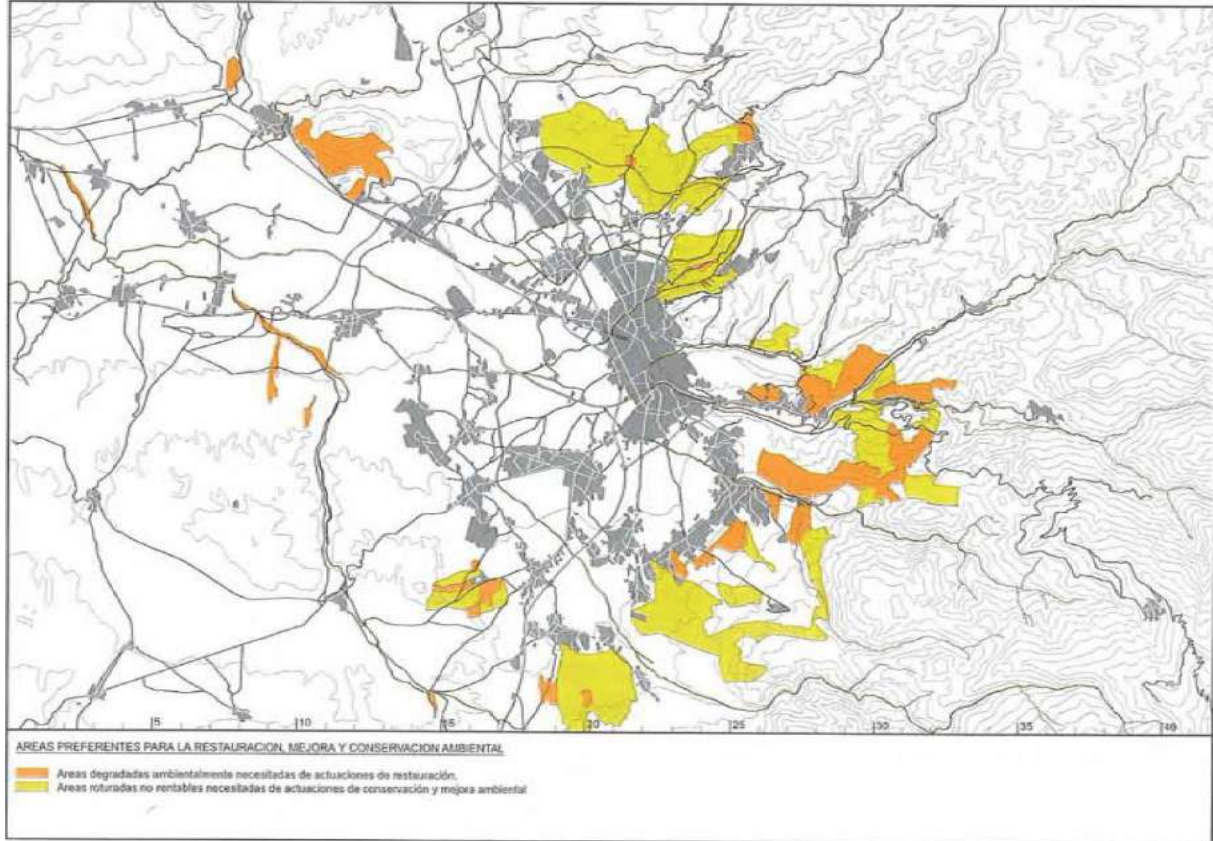 5 10 15 20 25 30 35 40
AREAS PREFERENTES PARA LA RESTAURACION, MEJORA Y CONSERVACION AMBIENTAL
Areas degradadas ambientalmente necesitadas de actuaciones de restauración.
Areas roturadas no rentables necesitadas de actuaciones de conservación y mejora ambiental